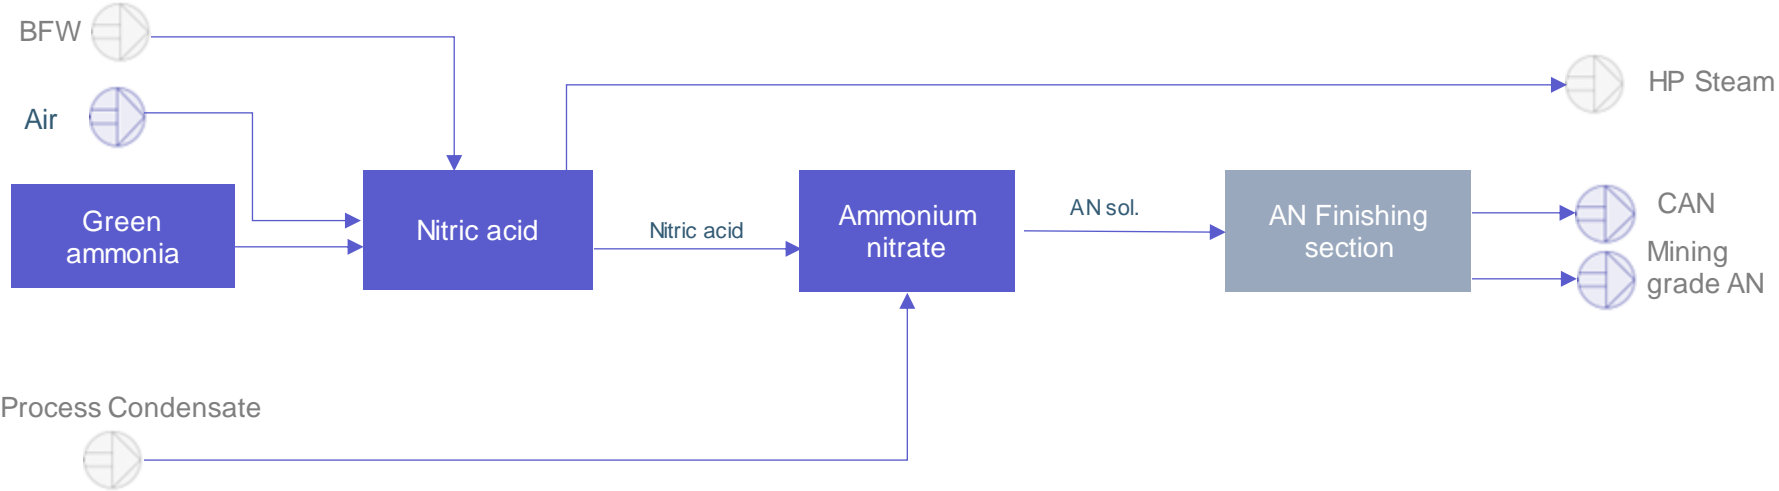 BFW
HP Steam
Air
Green
ammonia
Nitric acid
Nitric acid
Ammonium
nitrate
AN sol.
AN Finishing
section
CAN
Mining
grade AN
Process Condensate